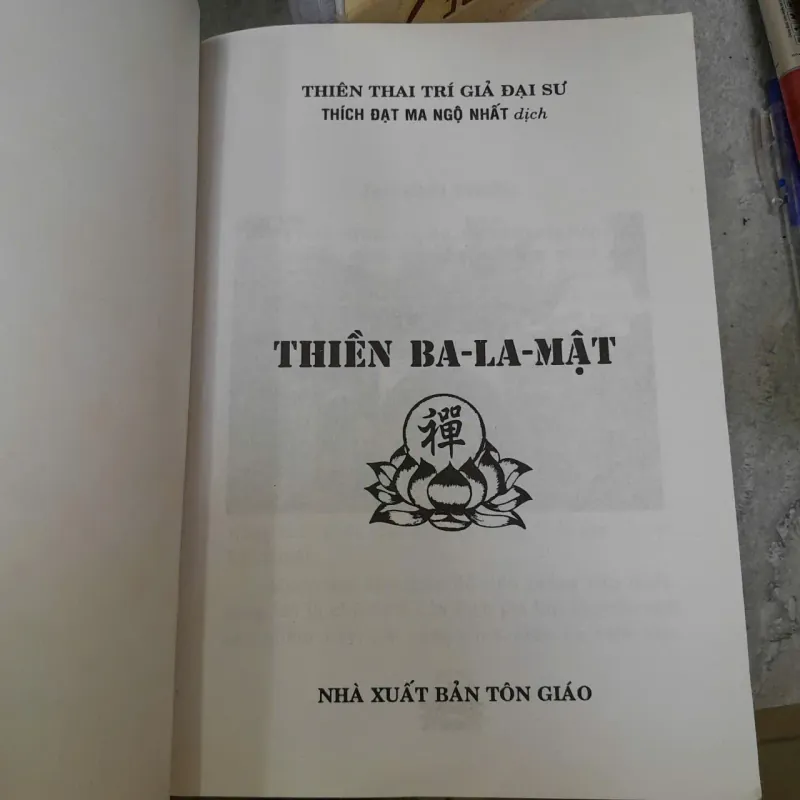 THIÊN THAI TRÍ GIẢ ĐẠI SƯ
THÍCH ĐẠT MA NGỘ NHẤT dịch
THIỀN BA-LA-MẬT
禪
NHÀ XUẤT BẢN TÔN GIÁO